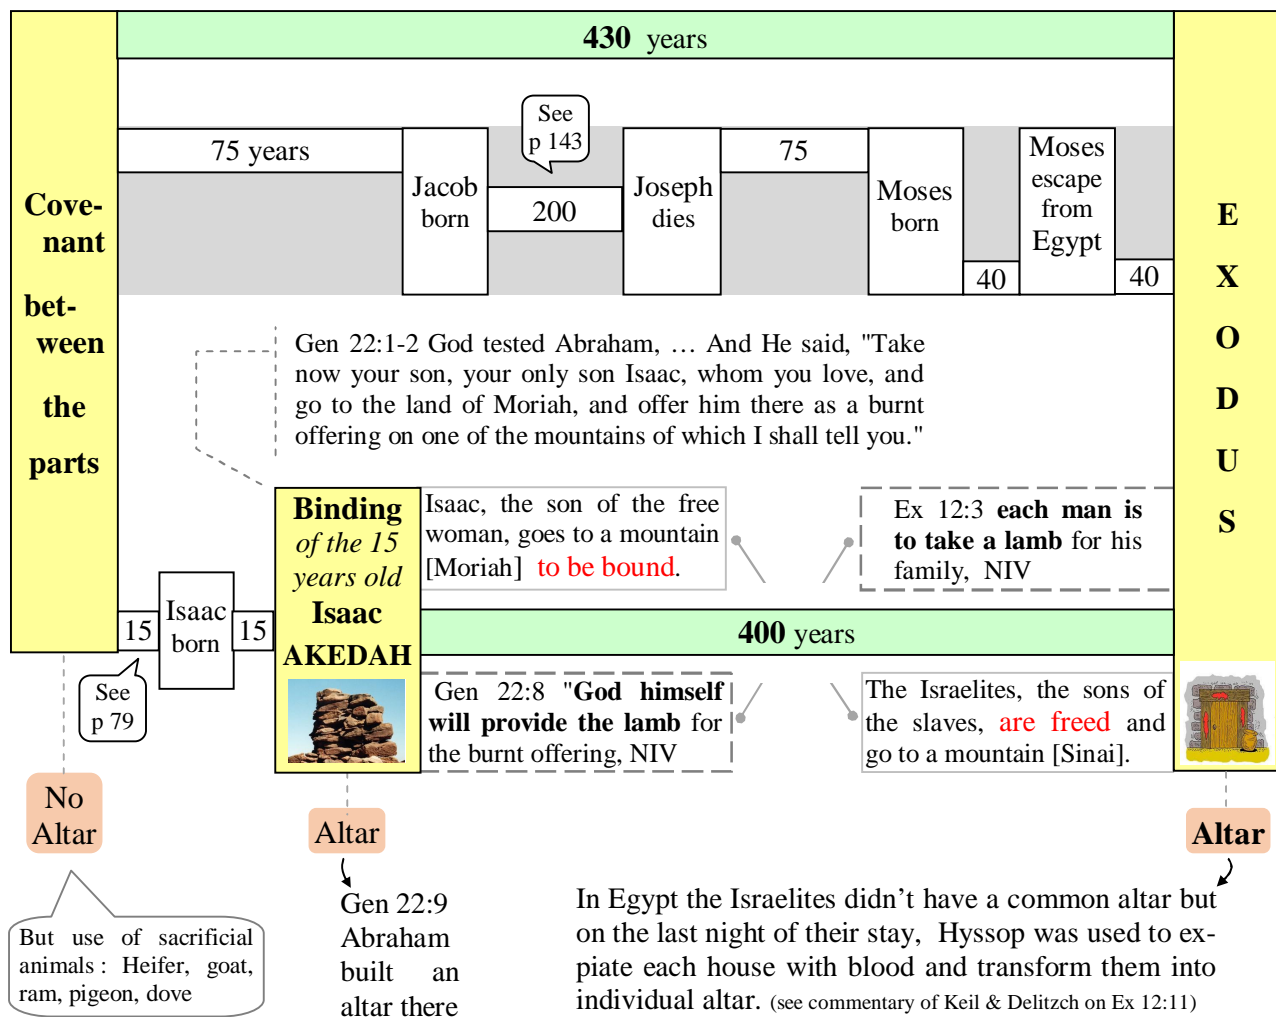 430 years
Cove-
nant
bet-
ween
the
parts
75 years
Jacob
born
See
p 143
200
Joseph
dies
75
Moses
born
40
Moses
escape
from
Egypt
40
E
X
O
D
U
S
Gen 22:1-2 God tested Abraham, … And He said, "Take
now your son, your only son Isaac, whom you love, and
go to the land of Moriah, and offer him there as a burnt
offering on one of the mountains of which I shall tell you."
15
Isaac
born
15
See
p 79
Binding
of the 15
years old
Isaac
AKEDAH
Isaac, the son of the free
woman, goes to a mountain
[Moriah] to be bound.
Ex 12:3 each man is
to take a lamb for his
family, NIV
400 years
Gen 22:8 "God himself
will provide the lamb for
the burnt offering, NIV
The Israelites, the sons of
the slaves, are freed and
go to a mountain [Sinai].
No
Altar
Altar
Altar
But use of sacrificial
animals : Heifer, goat,
ram, pigeon, dove
Gen 22:9
Abraham
built an
altar there
In Egypt the Israelites didn't have a common altar but
on the last night of their stay, Hyssop was used to ex-
piate each house with blood and transform them into
individual altar. (see commentary of Keil & Delitzch on Ex 12:11)